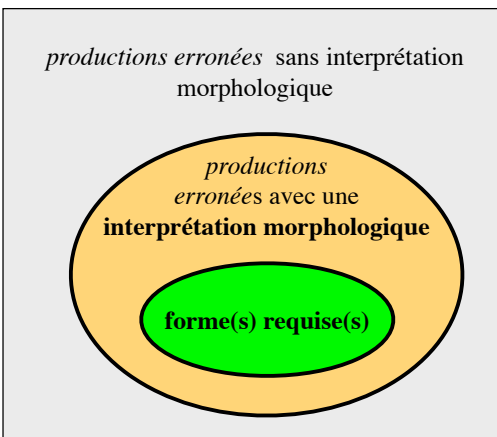 productions erronées sans interprétation
morphologique
productions
erronées avec une
interprétation morphologique
forme(s) requise(s)